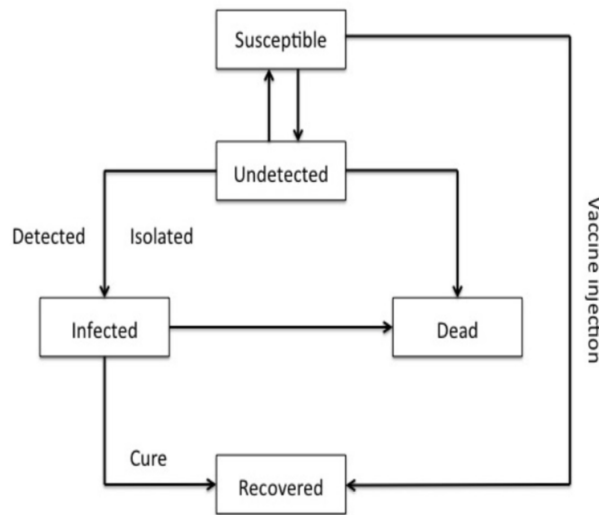 Susceptible
Undetected
Detected
Isolated
Vaccine injection
Infected
Dead
Cure
Recovered